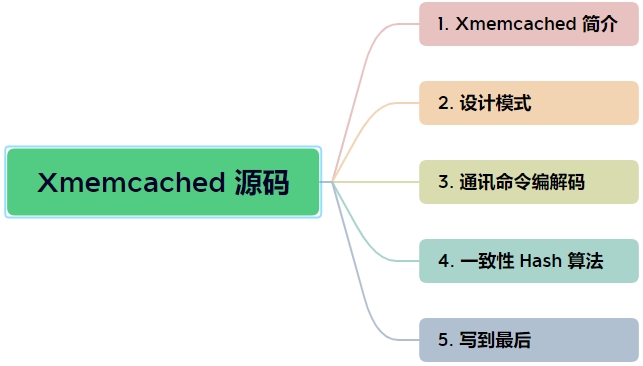 Xmemcached 源码
1. Xmemcached 简介
2. 设计模式
3. 通讯命令编解码
4. 一致性 Hash 算法
5. 写到最后